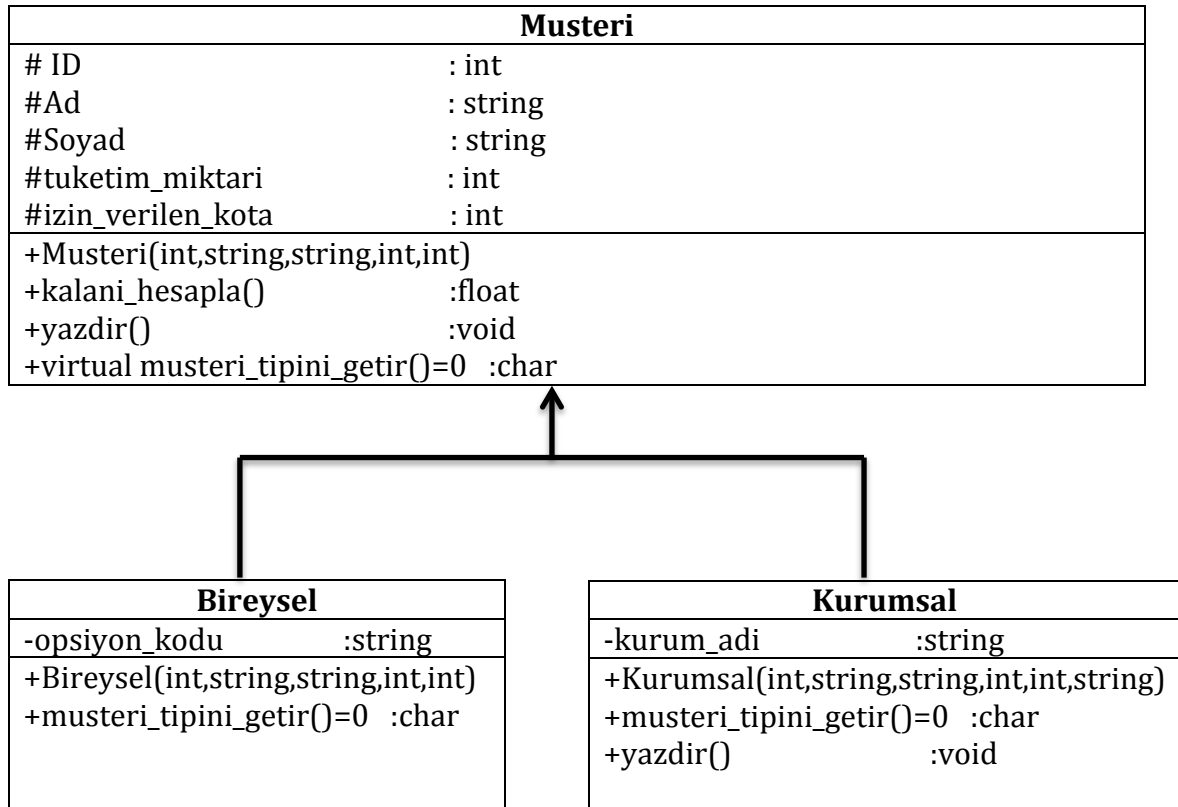 Musteri
# ID : int
#Ad : string
#Soyad : string
#tuketim_miktari : int
#izin_verilen_kota : int
+Musteri(int,string,string,int,int)
+kalani_hesapla() :float
+yazdir() :void
+virtual musteri_tipini_getir()=0 :char
Bireysel
-opsiyon_kodu :string
+Bireysel(int,string,string,int,int)
+musteri_tipini_getir()=0 :char
Kurumsal
-kurum_adi :string
+Kurumsal(int,string,string,int,int,string)
+musteri_tipini_getir()=0 :char
+yazdir() :void